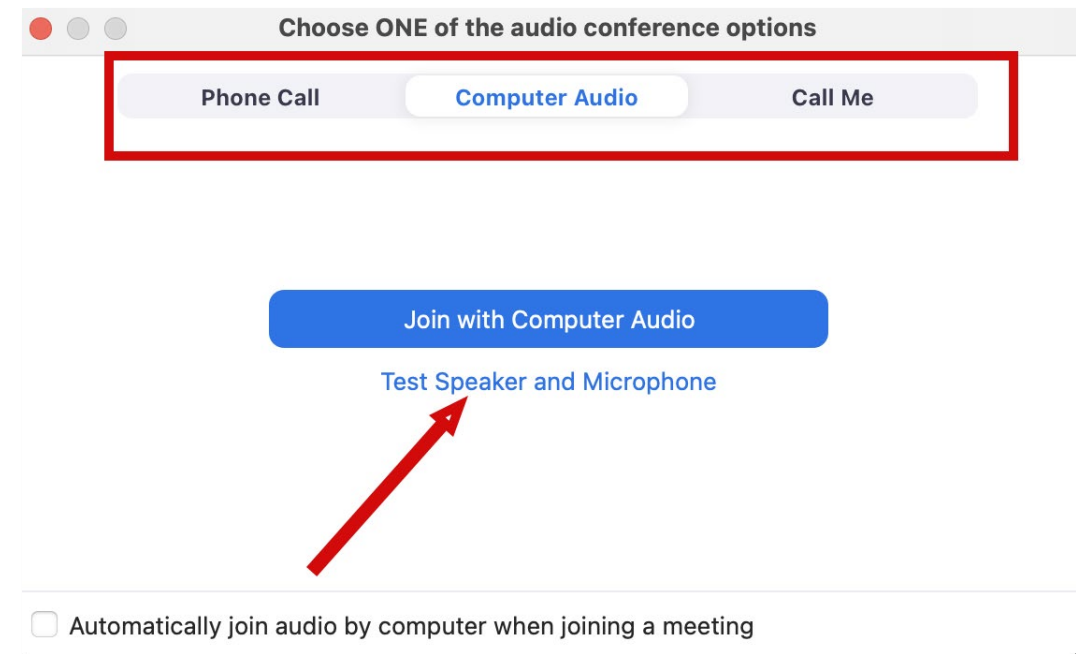 Choose ONE of the audio conference options
Phone Call Computer Audio Call Me
Join with Computer Audio
Test Speaker and Microphone
Automatically join audio by computer when joining a meeting